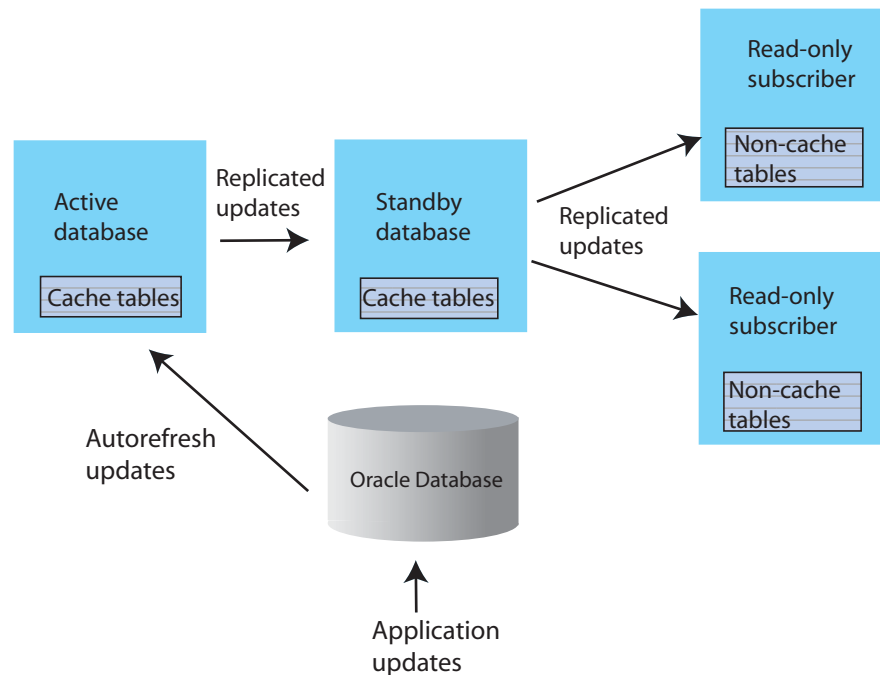 Active
database
Cache tables
Replicated
updates
Standby
database
Cache tables
Replicated
updates
Read-only
subscriber
Non-cache
tables
Read-only
subscriber
Non-cache
tables
Autorefresh
updates
Oracle Database
Application
updates